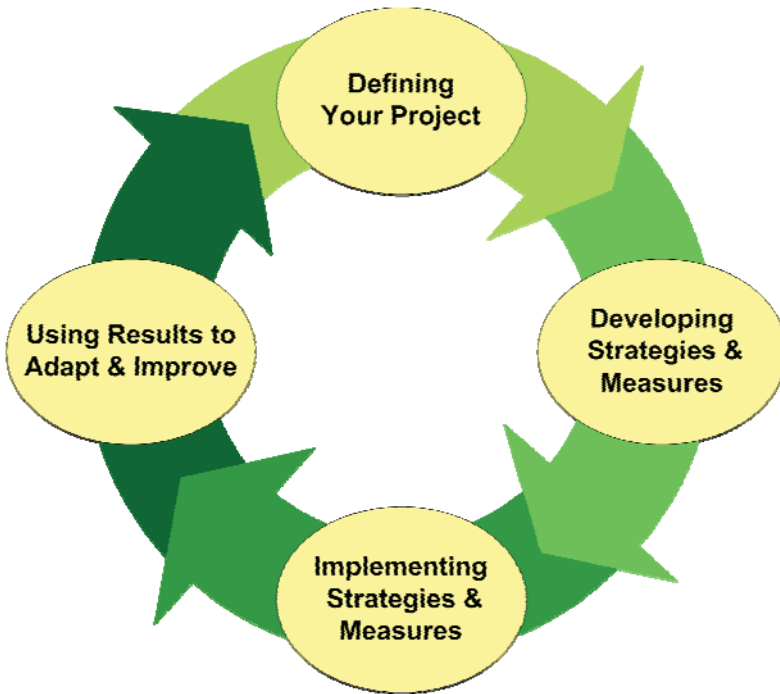 Defining
Your Project
Developing
Strategies &
Measures
Implementing
Strategies &
Measures
Using Results to
Adapt & Improve